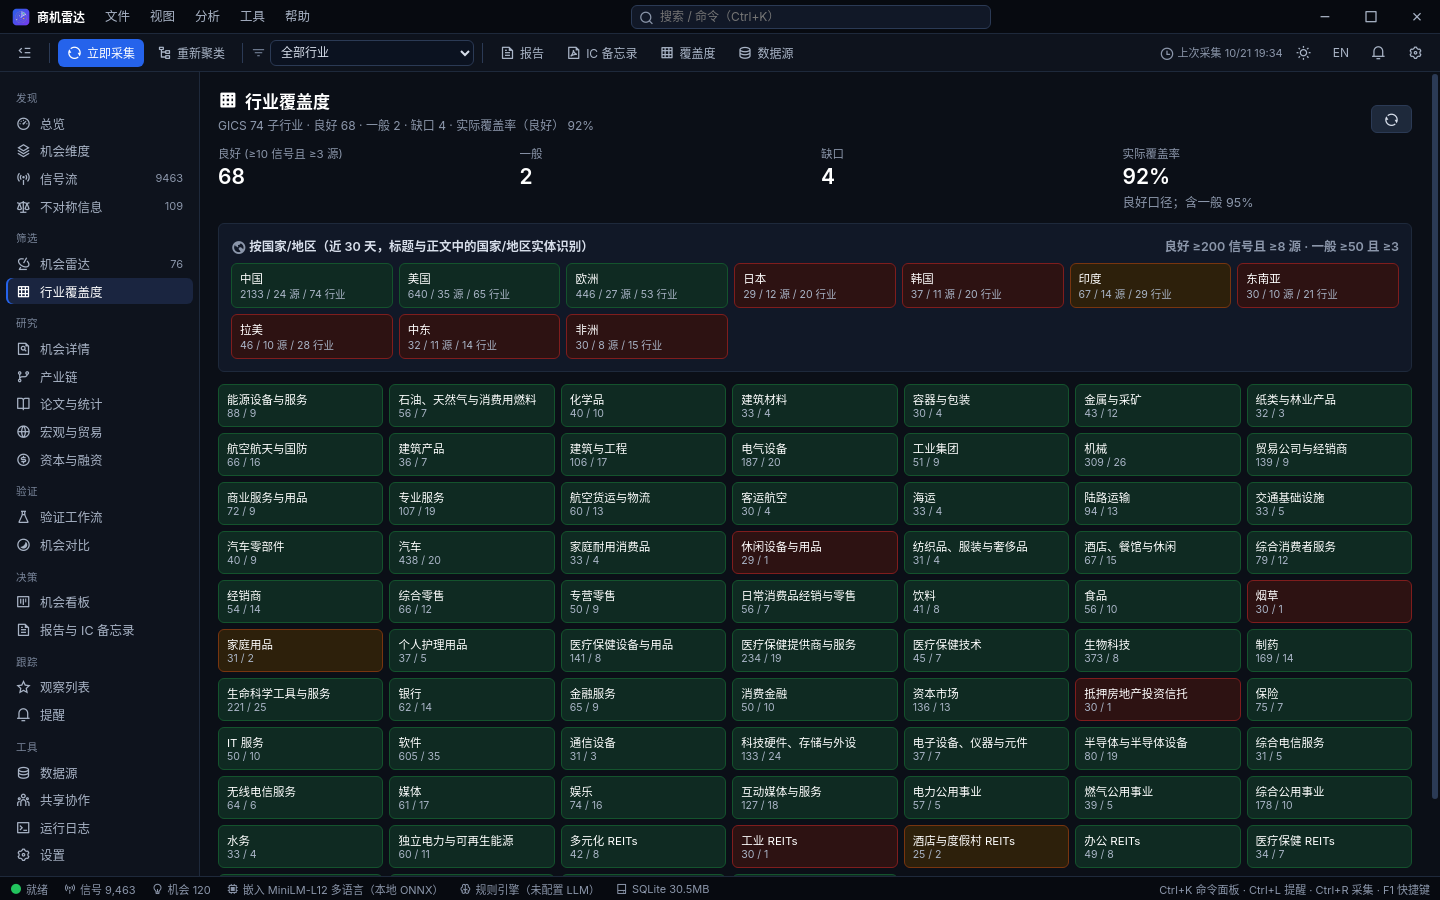 商机雷达 文件 视图 分析 工具 帮助 搜索 / 命令（Ctrl+K）
立即采集 重新聚类 全部行业 报告 IC 备忘录 覆盖度 数据源 上次采集 10/21 19:34 EN
发现
总览
机会维度
信号流 9463
不对称信息 109
筛选
机会雷达 76
行业覆盖度
研究
机会详情
产业链
论文与统计
宏观与贸易
资本与融资
验证
验证工作流
机会对比
决策
机会看板
报告与 IC 备忘录
跟踪
观察列表
提醒
工具
数据源
共享协作
运行日志
设置
行业覆盖度
GICS 74 子行业 · 良好 68 · 一般 2 · 缺口 4 · 实际覆盖率（良好） 92%
良好 (≥10 信号且 ≥3 源) 一般 缺口 实际覆盖率
68 2 4 92%
良好口径；含一般 95%
按国家/地区（近 30 天，标题与正文中的国家/地区实体识别） 良好 ≥200 信号且 ≥8 源 · 一般 ≥50 且 ≥3
中国 美国 欧洲 日本 韩国 印度 东南亚
2133 / 24 源 / 74 行业 640 / 35 源 / 65 行业 446 / 27 源 / 53 行业 29 / 12 源 / 20 行业 37 / 11 源 / 20 行业 67 / 14 源 / 29 行业 30 / 10 源 / 21 行业
拉美 中东 非洲
46 / 10 源 / 28 行业 32 / 11 源 / 14 行业 30 / 8 源 / 15 行业
能源设备与服务 石油、天然气与消费用燃料 化学品 建筑材料 容器与包装 金属与采矿 纸类与林业产品
88 / 9 56 / 7 40 / 10 33 / 4 30 / 4 43 / 12 32 / 3
航空航天与国防 建筑产品 建筑与工程 电气设备 工业集团 机械 贸易公司与经销商
66 / 16 36 / 7 106 / 17 187 / 20 51 / 9 309 / 26 139 / 9
商业服务与用品 专业服务 航空货运与物流 客运航空 海运 陆路运输 交通基础设施
72 / 9 107 / 19 60 / 13 30 / 4 33 / 4 94 / 13 33 / 5
汽车零部件 汽车 家庭耐用消费品 休闲设备与用品 纺织品、服装与奢侈品 酒店、餐馆与休闲 综合消费者服务
40 / 9 438 / 20 33 / 4 29 / 1 31 / 4 67 / 15 79 / 12
经销商 综合零售 专营零售 日常消费品经销与零售 饮料 食品 烟草
54 / 14 66 / 12 50 / 9 56 / 7 41 / 8 56 / 10 30 / 1
家庭用品 个人护理用品 医疗保健设备与用品 医疗保健提供商与服务 医疗保健技术 生物科技 制药
31 / 2 37 / 5 141 / 8 234 / 19 45 / 7 373 / 8 169 / 14
生命科学工具与服务 银行 金融服务 消费金融 资本市场 抵押房地产投资信托 保险
221 / 25 62 / 14 65 / 9 50 / 10 136 / 13 30 / 1 75 / 7
IT 服务 软件 通信设备 科技硬件、存储与外设 电子设备、仪器与元件 半导体与半导体设备 综合电信服务
50 / 10 605 / 35 31 / 3 133 / 24 37 / 7 80 / 19 31 / 5
无线电信服务 媒体 娱乐 互动媒体与服务 电力公用事业 燃气公用事业 综合公用事业
64 / 6 61 / 17 74 / 16 127 / 18 57 / 5 39 / 5 178 / 10
水务 独立电力与可再生能源 多元化 REITs 工业 REITs 酒店与度假村 REITs 办公 REITs 医疗保健 REITs
33 / 4 60 / 11 42 / 8 30 / 1 25 / 2 49 / 8 34 / 7
就绪 信号 9,463 机会 120 嵌入 MiniLM-L12 多语言（本地 ONNX） 规则引擎（未配置 LLM） SQLite 30.5MB Ctrl+K 命令面板 · Ctrl+L 提醒 · Ctrl+R 采集 · F1 快捷键